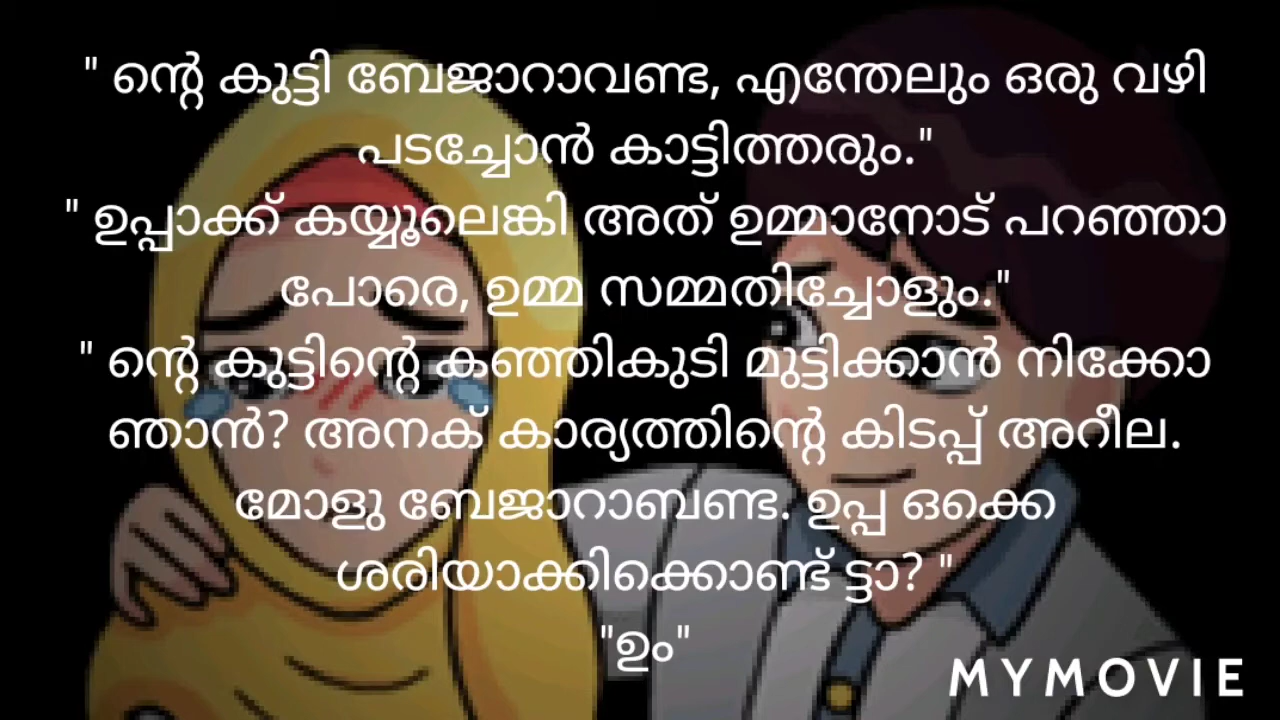 " ന്റെ കുട്ടി ബേജാറാവണ്ട, എന്തേലും ഒരു വഴി
പടച്ചോൻ കാട്ടിത്തരും."
" ഉപ്പാക്ക് കയ്യൂലെങ്കി അത് ഉമ്മാനോട് പറഞ്ഞാ
പോരെ, ഉമ്മ സമ്മതിച്ചോളും."
" ന്റെ കുട്ടിന്റെ കഞ്ഞികുടി മുട്ടിക്കാൻ നിക്കോ
ഞാൻ? അനക് കാര്യത്തിന്റെ കിടപ്പ് അറീല.
മോളു ബേജാറാബണ്ട. ഉപ്പ ഒക്കെ
ശരിയാക്കിക്കൊണ്ട് ട്ടാ? "
"ഉം"
MYMOVIE